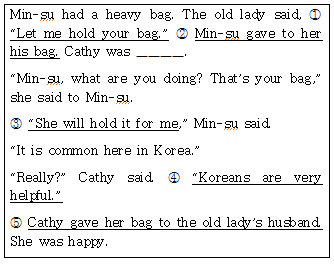 Min-su had a heavy bag. The old lady said, ①
"Let me hold your bag." ② Min-su gave to her
his bag. Cathy was ________.
"Min-su, what are you doing? That's your bag,"
she said to Min-su.
③ "She will hold it for me," Min-su said.
"It is common here in Korea."
"Really?" Cathy said. ④ "Koreans are very
helpful."
⑤ Cathy gave her bag to the old lady's husband.
She was happy.